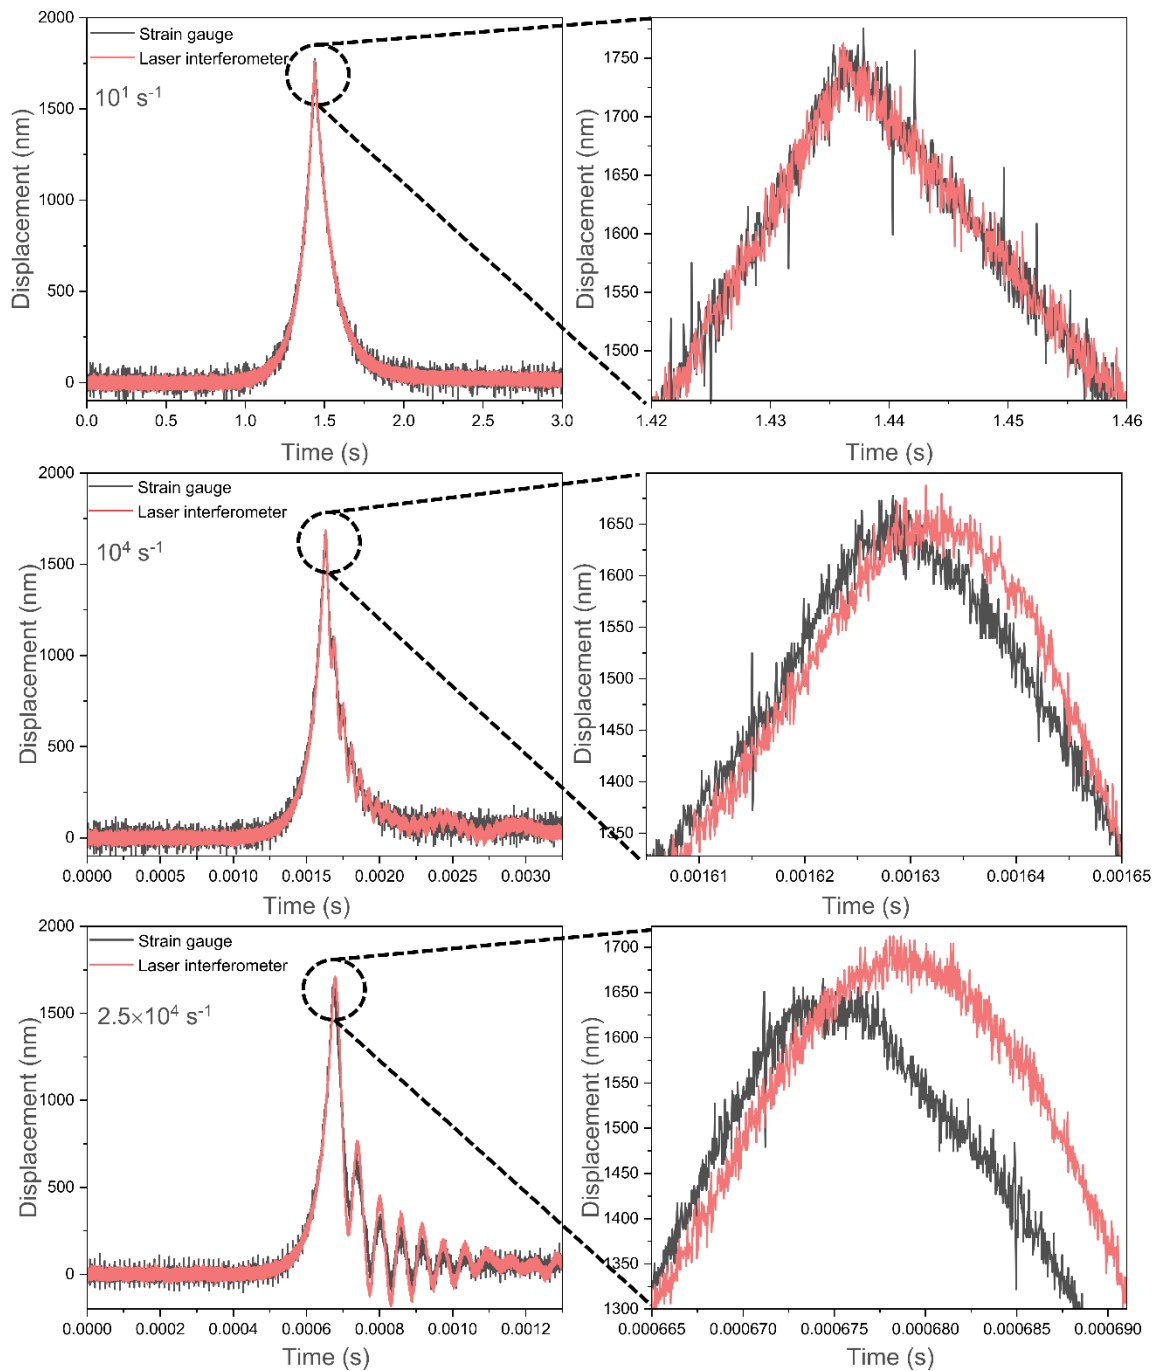 2000
1500
1000
500
0
Displacement (nm)
Strain gauge
Laser interferometer
10¹ s⁻¹
0.0 0.5 1.0 1.5 2.0 2.5 3.0
Time (s)
1750
1700
1650
1600
1550
1500
Displacement (nm)
1.42 1.43 1.44 1.45 1.46
Time (s)
2000
1500
1000
500
0
Displacement (nm)
Strain gauge
Laser interferometer
10⁴ s⁻¹
0.0000 0.0005 0.0010 0.0015 0.0020 0.0025 0.0030
Time (s)
1650
1600
1550
1500
1450
1400
1350
Displacement (nm)
0.00161 0.00162 0.00163 0.00164 0.00165
Time (s)
2000
1500
1000
500
0
Displacement (nm)
Strain gauge
Laser interferometer
2.5×10⁴ s⁻¹
0.0000 0.0002 0.0004 0.0006 0.0008 0.0010 0.0012
Time (s)
1700
1650
1600
1550
1500
1450
1400
1350
1300
Displacement (nm)
0.000665 0.000670 0.000675 0.000680 0.000685 0.000690
Time (s)